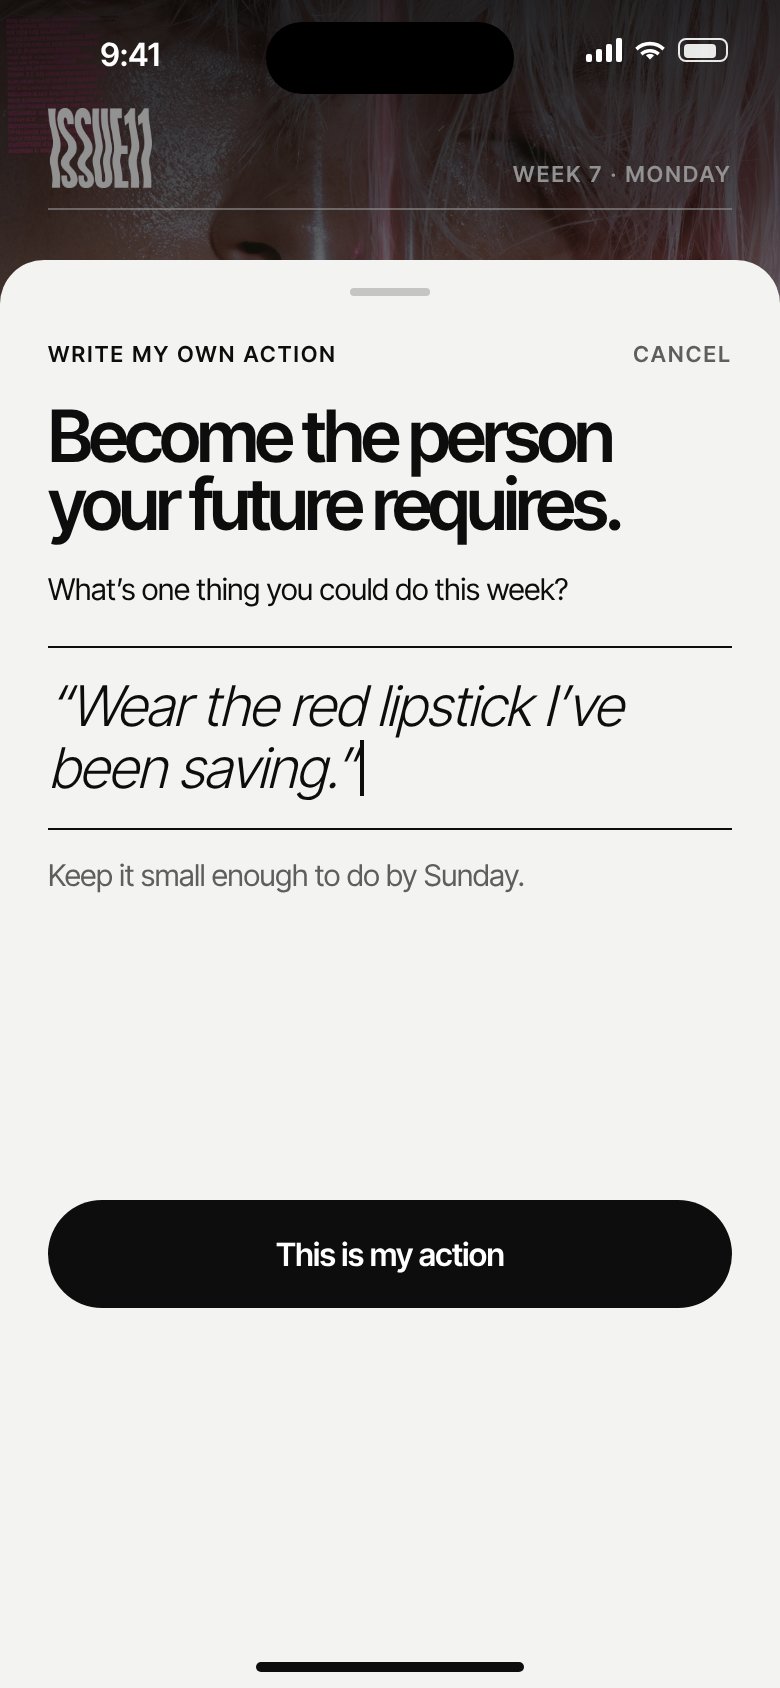 9:41
ISSUE11
WEEK 7 · MONDAY
WRITE MY OWN ACTION
CANCEL
Become the person
your future requires.
What’s one thing you could do this week?
“Wear the red lipstick I’ve
been saving.”
Keep it small enough to do by Sunday.
This is my action